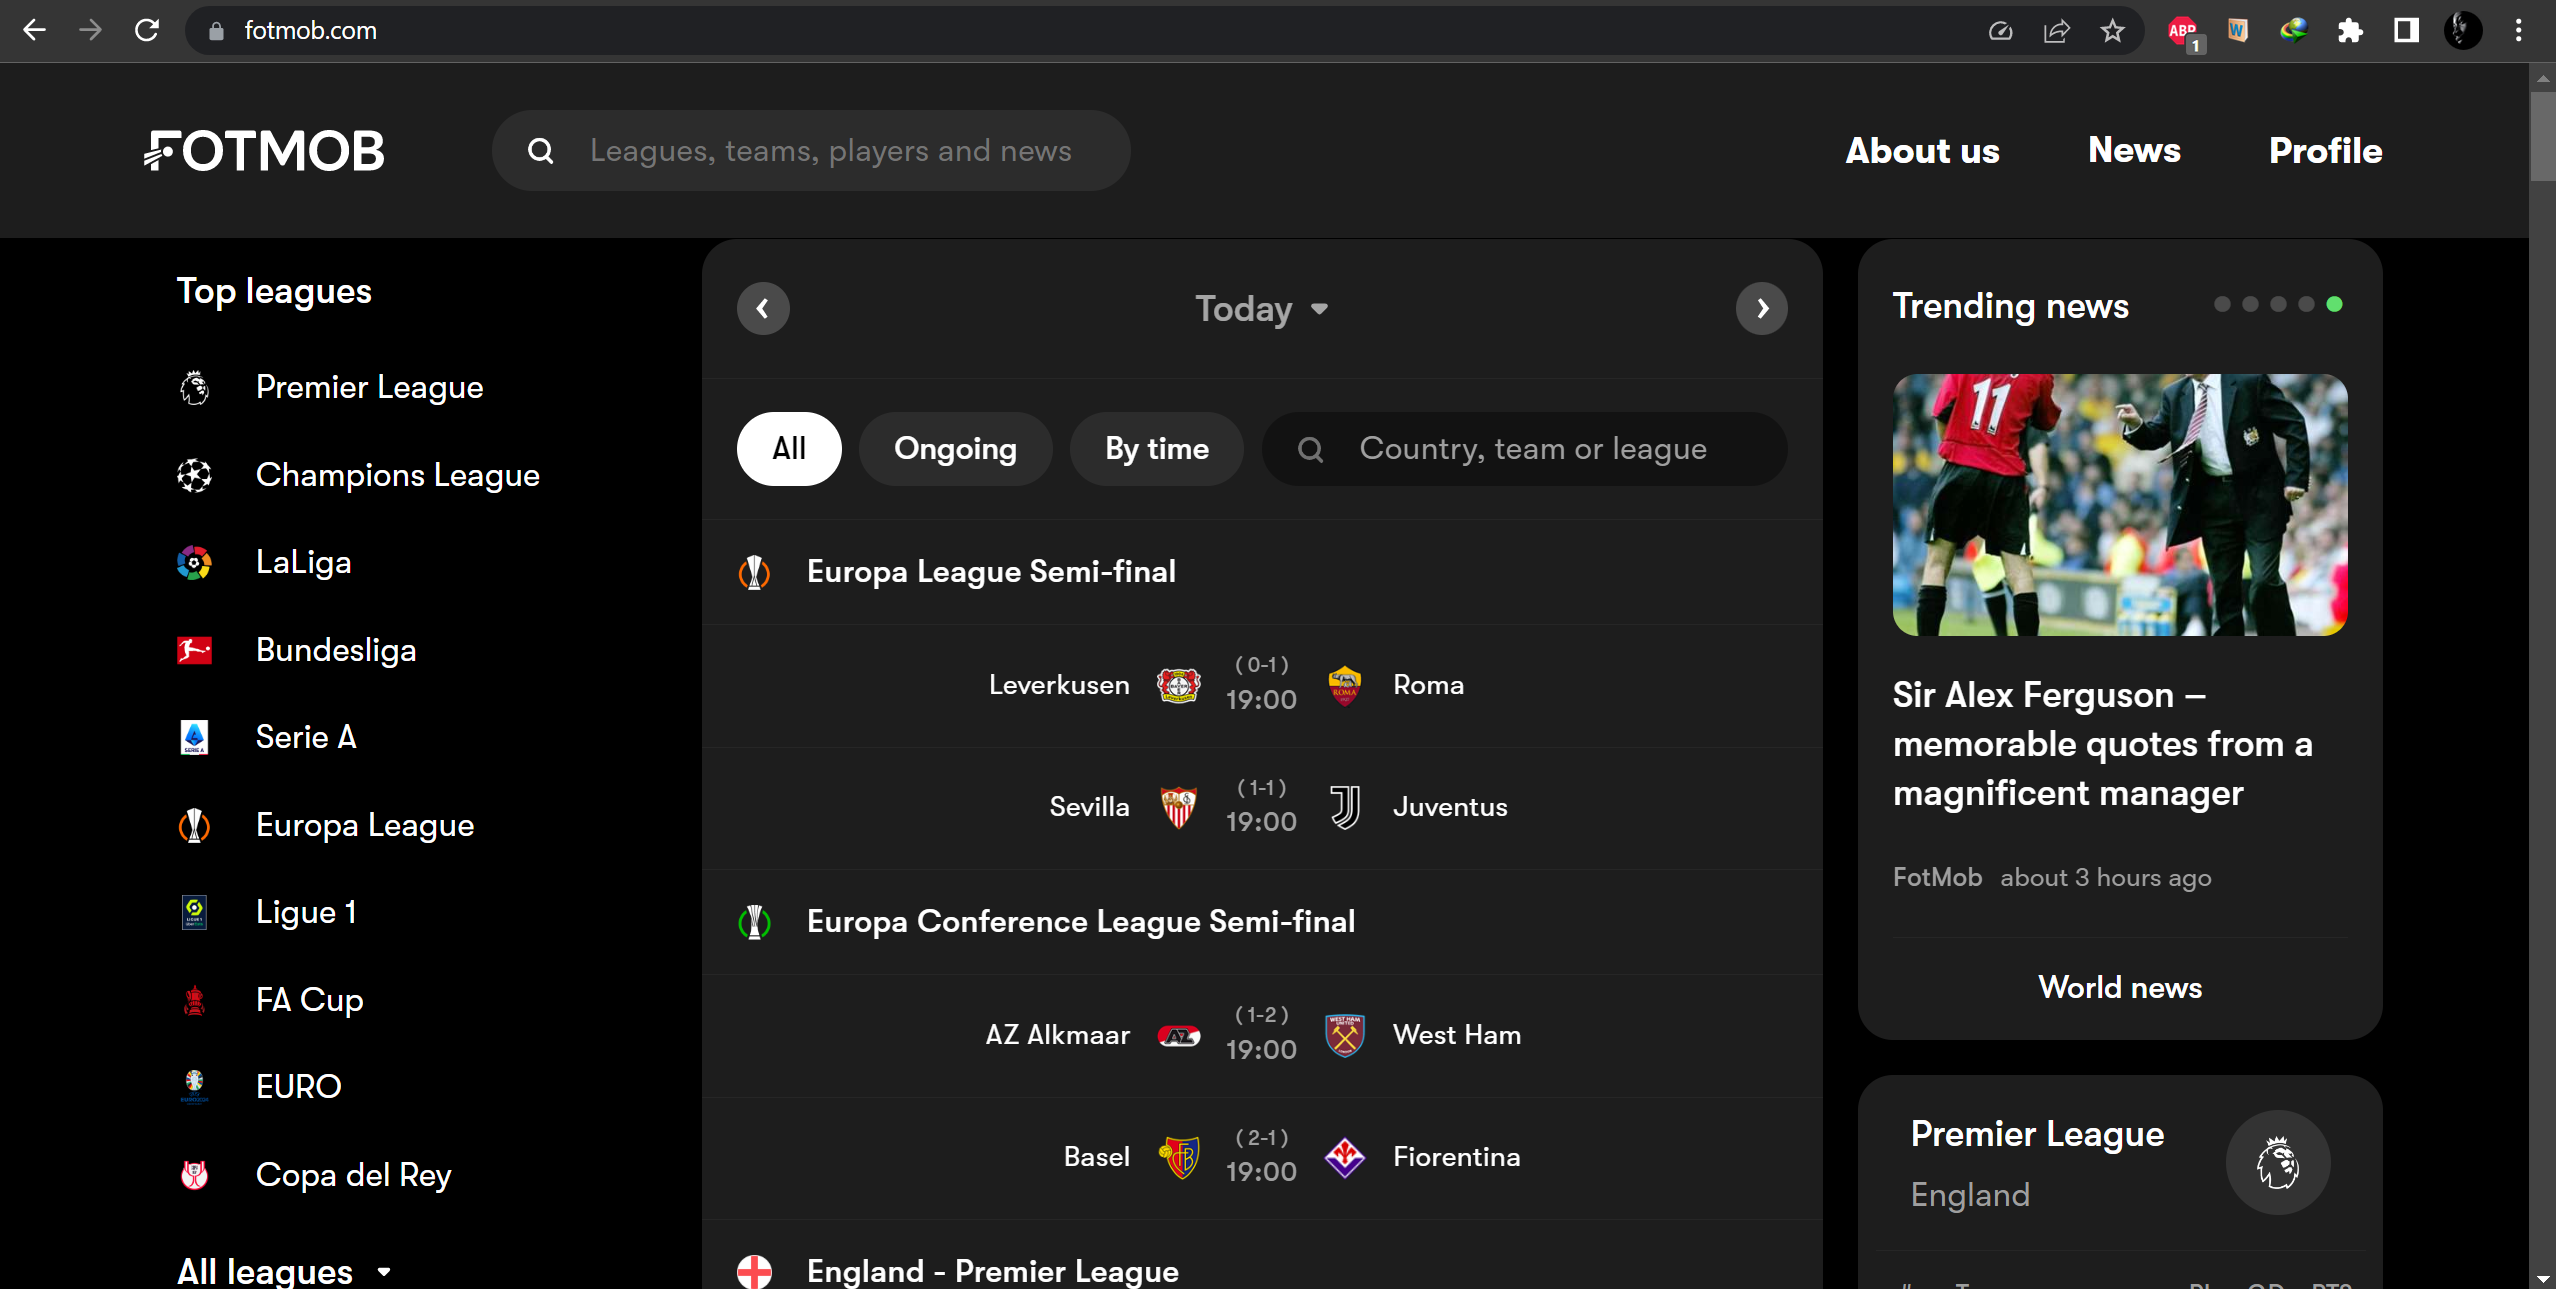 fotmob.com
ABP
1
W
FOTMOB
Leagues, teams, players and news
About us
News
Profile
Top leagues
Premier League
Champions League
LaLiga
Bundesliga
Serie A
Europa League
Ligue 1
FA Cup
EURO
Copa del Rey
All leagues
Today
All
Ongoing
By time
Country, team or league
Europa League Semi-final
Leverkusen
(0-1)
19:00
Roma
Sevilla
(1-1)
19:00
Juventus
Europa Conference League Semi-final
AZ Alkmaar
(1-2)
19:00
West Ham
Basel
(2-1)
19:00
Fiorentina
England - Premier League
Trending news
11
Sir Alex Ferguson –
memorable quotes from a
magnificent manager
FotMob about 3 hours ago
World news
Premier League
England